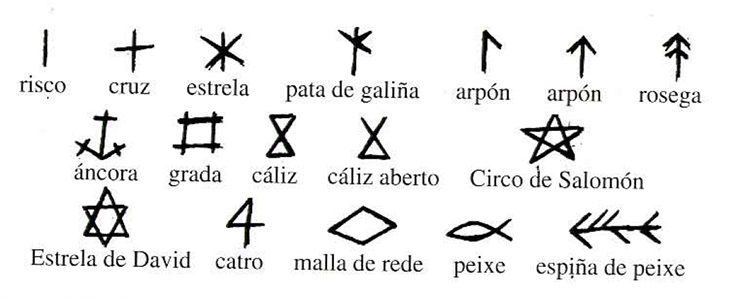 risco cruz estrela pata de galiña arpón arpón rosega
áncora grada cáliz cáliz aberto Circo de Salomón
Estrela de David catro malla de rede peixe espiña de peixe